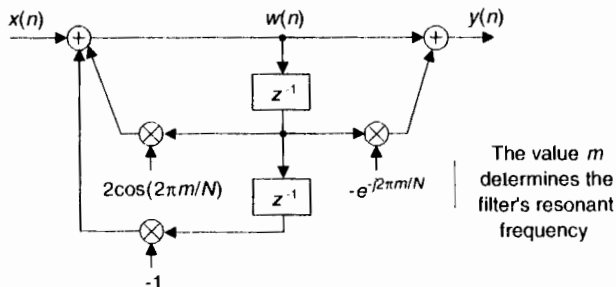 x(n) w(n) y(n)
z⁻¹
2cos(2πm/N)
-e^-j2πm/N
z⁻¹
-1
The value m
determines the
filter's resonant
frequency